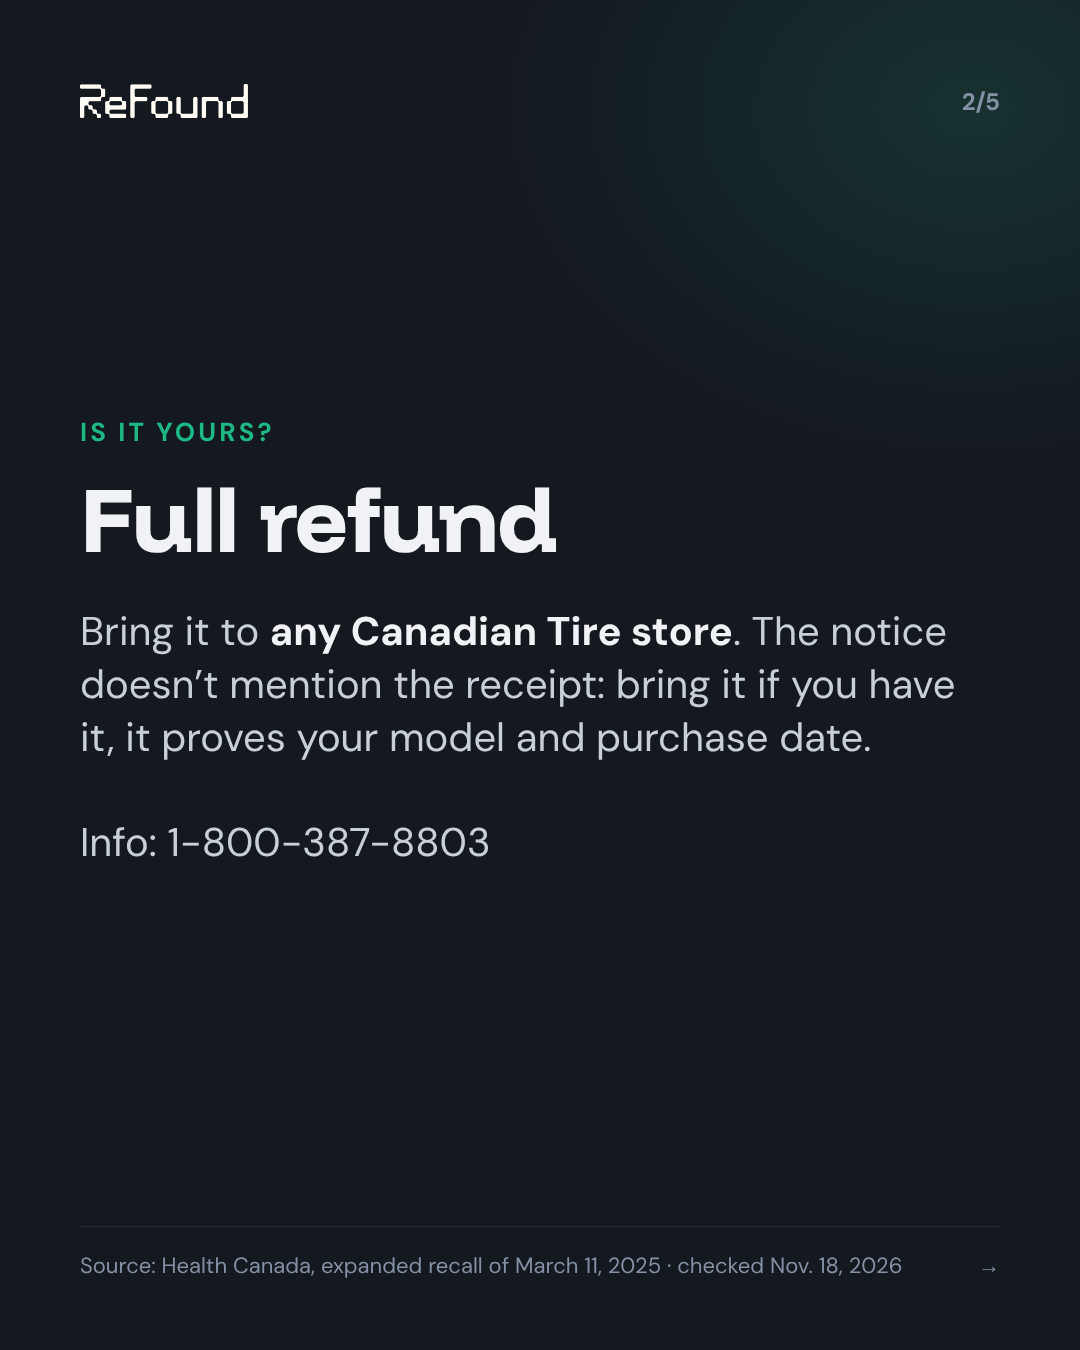 ReFound
2/5
IS IT YOURS?
Full refund
Bring it to any Canadian Tire store. The notice
doesn’t mention the receipt: bring it if you have
it, it proves your model and purchase date.
Info: 1-800-387-8803
Source: Health Canada, expanded recall of March 11, 2025 · checked Nov. 18, 2026 →